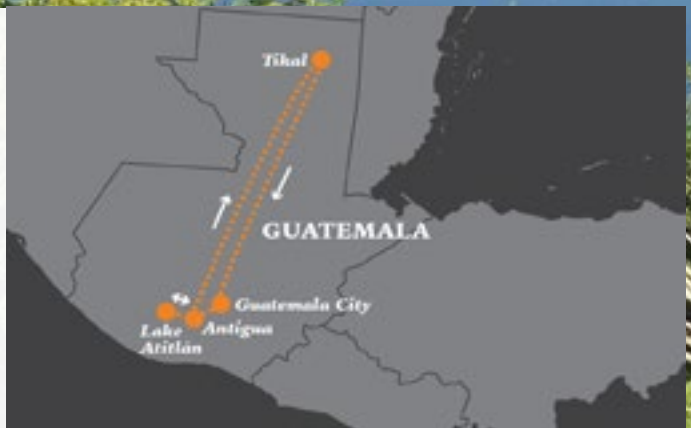 Tikal
GUATEMALA
Guatemala City
Antigua
Lake
Atitlán